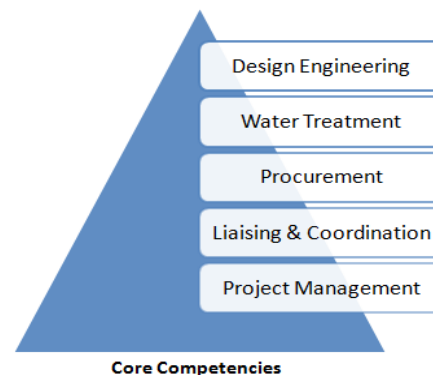 Design Engineering
Water Treatment
Procurement
Liaising & Coordination
Project Management
Core Competencies